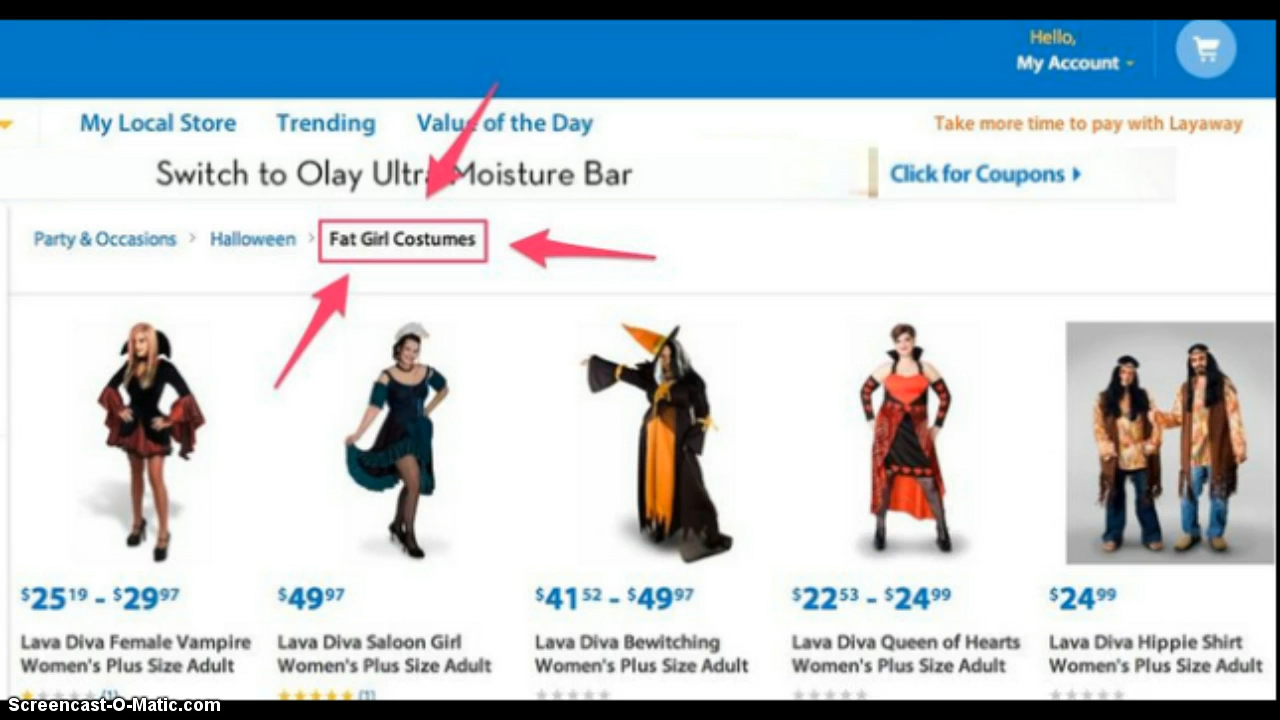 Hello,
My Account
My Local Store Trending Value of the Day Take more time to pay with Layaway
Switch to Olay Ultra Moisture Bar Click for Coupons
Party & Occasions > Halloween > Fat Girl Costumes
$25.19 - $29.97 $49.97 $41.52 - $49.97 $22.53 - $24.99 $24.99
Lava Diva Female Vampire Lava Diva Saloon Girl Lava Diva Bewitching Lava Diva Queen of Hearts Lava Diva Hippie Shirt
Women's Plus Size Adult Women's Plus Size Adult Women's Plus Size Adult Women's Plus Size Adult Women's Plus Size Adult
(1) (1)
Screencast-O-Matic.com